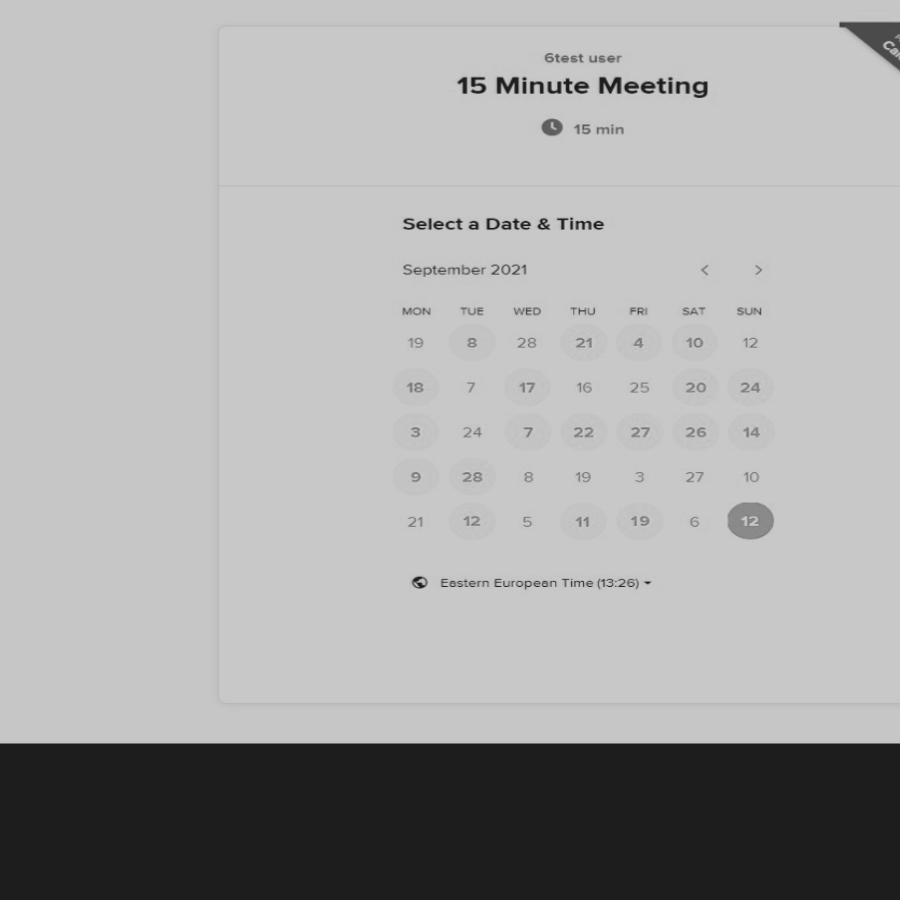 6test user
15 Minute Meeting
15 min
Select a Date & Time
September 2021
MON TUE WED THU FRI SAT SUN
19 8 28 21 4 10 12
18 7 17 16 25 20 24
3 24 7 22 27 26 14
9 28 8 19 3 27 10
21 12 5 11 19 6 12
Eastern European Time (13:26)